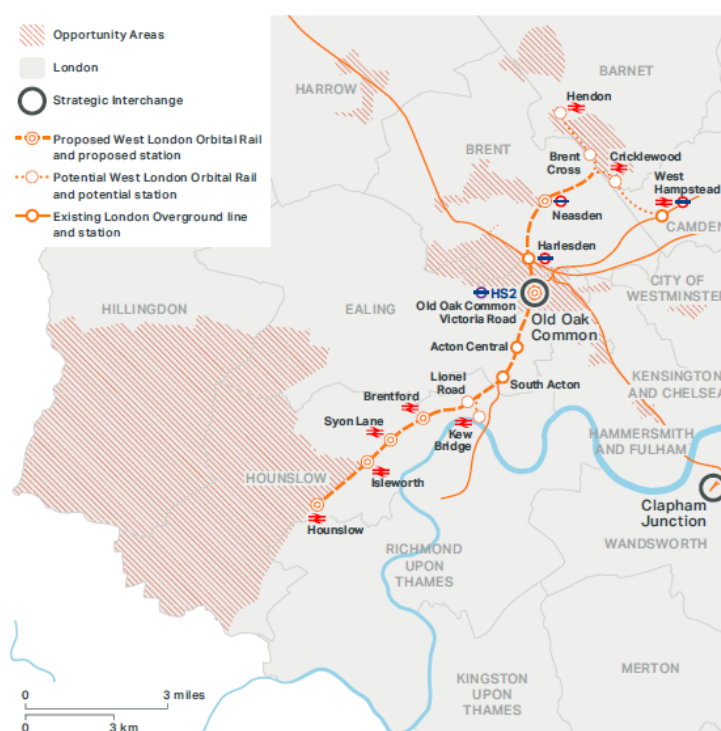 Opportunity Areas
London
Strategic Interchange
Proposed West London Orbital Rail
and proposed station
Potential West London Orbital Rail
and potential station
Existing London Overground line
and station
HARROW
BARNET
Hendon
BRENT
Brent
Cross
Cricklewood
West
Hampstead
Neasden
CAMDEN
Harlesden
CITY OF
WESTMINSTER
HILLINGDON
EALING
HS2
Old Oak Common
Victoria Road
Old Oak
Common
Acton Central
Lionel
Road
South Acton
KENSINGTON
AND CHELSEA
Brentford
Syon Lane
Kew
Bridge
HAMMERSMITH
AND FULHAM
HOUNSLOW
Isleworth
Hounslow
Clapham
Junction
RICHMOND
UPON
THAMES
WANDSWORTH
KINGSTON
UPON
THAMES
MERTON
0
3 miles
0
3 km